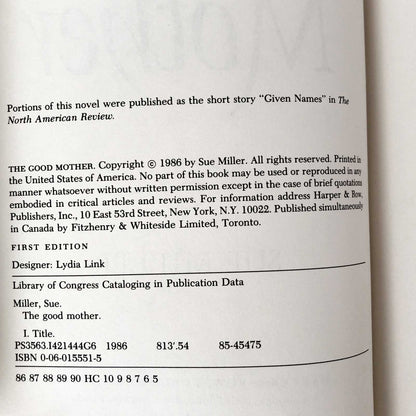 Portions of this novel were published as the short story "Given Names" in The
North American Review.
THE GOOD MOTHER. Copyright © 1986 by Sue Miller. All rights reserved. Printed in
the United States of America. No part of this book may be used or reproduced in any
manner whatsoever without written permission except in the case of brief quotations
embodied in critical articles and reviews. For information address Harper & Row,
Publishers, Inc., 10 East 53rd Street, New York, N.Y. 10022. Published simultaneously
in Canada by Fitzhenry & Whiteside Limited, Toronto.
FIRST EDITION
Designer: Lydia Link
Library of Congress Cataloging in Publication Data
Miller, Sue.
The good mother.
I. Title.
PS3563.I421444G6 1986 813'.54 85-45475
ISBN 0-06-015551-5
86 87 88 89 90 HC 10 9 8 7 6 5